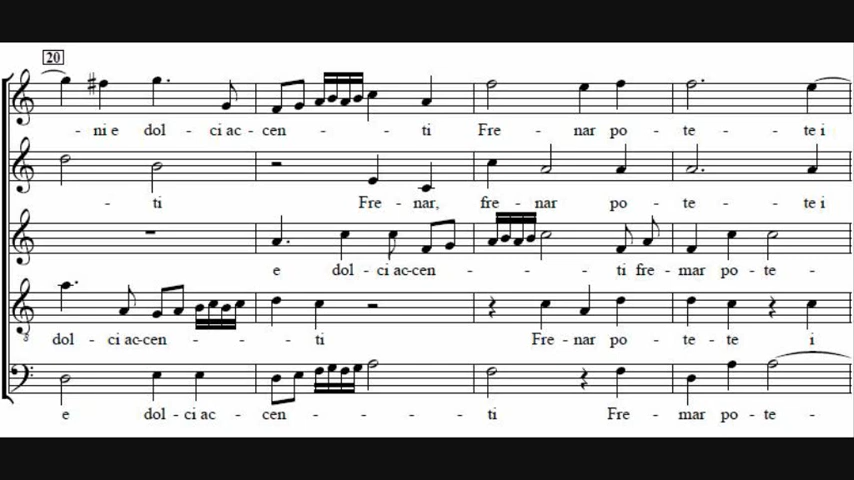 20
- ni e dol - ci ac - cen - - - ti Fre - nar po - te - te i
- ti Fre - nar, fre - nar po - te - te i
e dol - ci ac - cen - - - ti fre - mar po - te -
8
dol - ci ac - cen - - - ti Fre - nar po - te - te i
e dol - ci ac - cen - - - ti Fre - mar po - te -